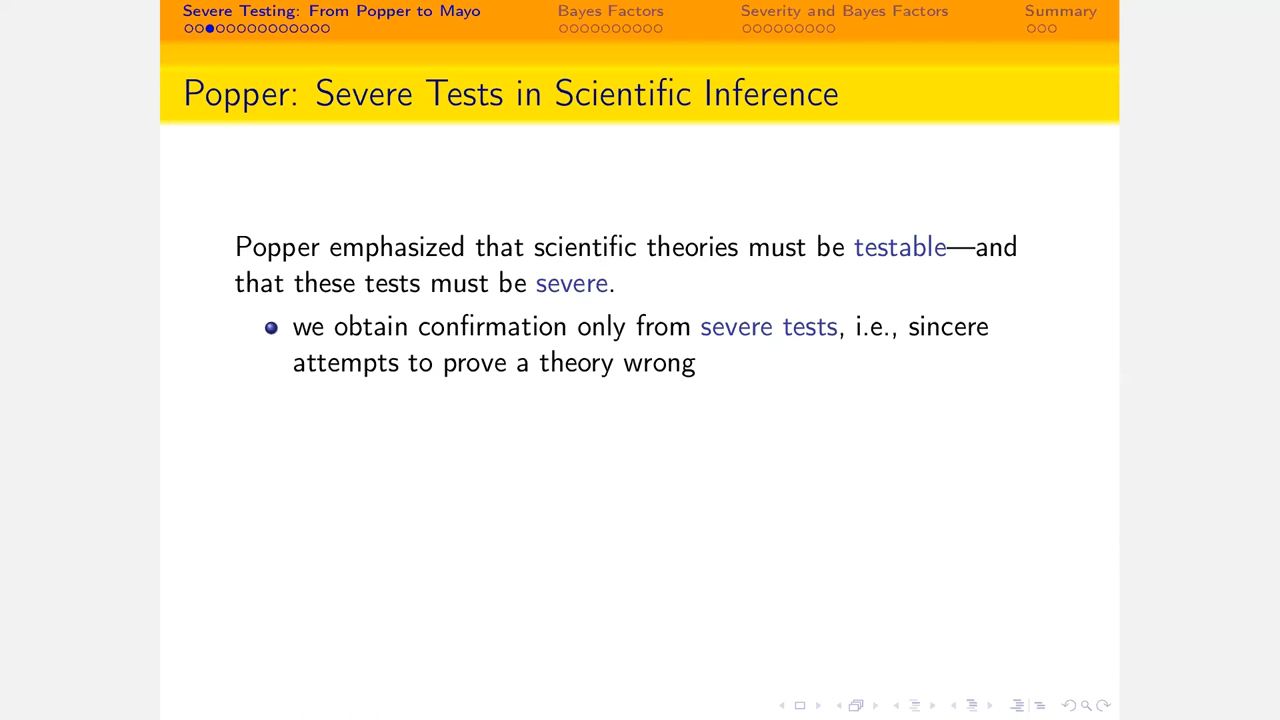 Severe Testing: From Popper to Mayo Bayes Factors Severity and Bayes Factors Summary
Popper: Severe Tests in Scientific Inference
Popper emphasized that scientific theories must be testable—and
that these tests must be severe.
we obtain confirmation only from severe tests, i.e., sincere
attempts to prove a theory wrong